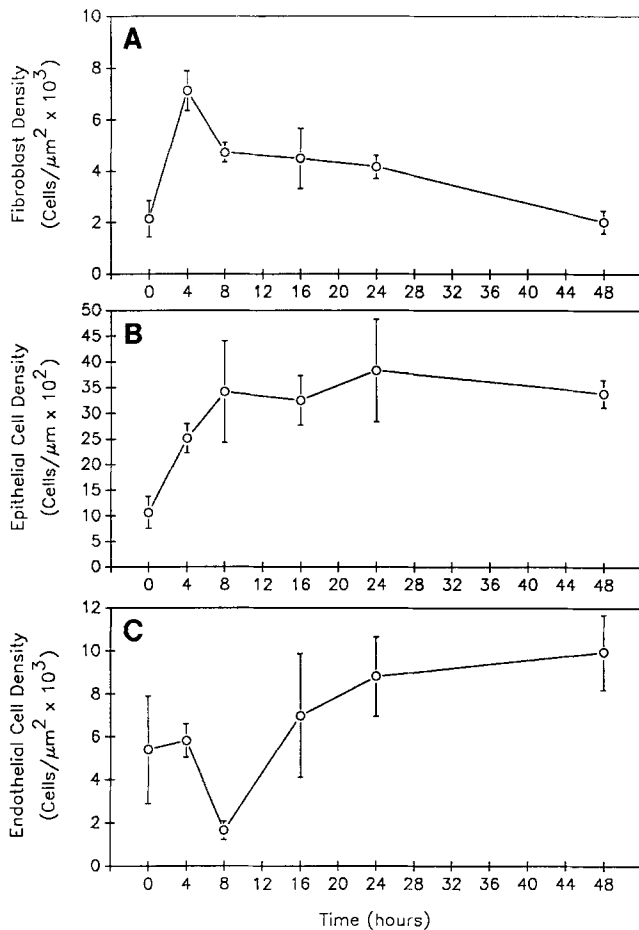 A
Fibroblast Density
(Cells/μm² x 10³)
10
8
6
4
2
0
0 4 8 12 16 20 24 28 32 36 40 44 48
B
Epithelial Cell Density
(Cells/μm x 10²)
50
45
40
35
30
25
20
15
10
5
0
0 4 8 12 16 20 24 28 32 36 40 44 48
C
Endothelial Cell Density
(Cells/μm² x 10³)
12
10
8
6
4
2
0
0 4 8 12 16 20 24 28 32 36 40 44 48
Time (hours)